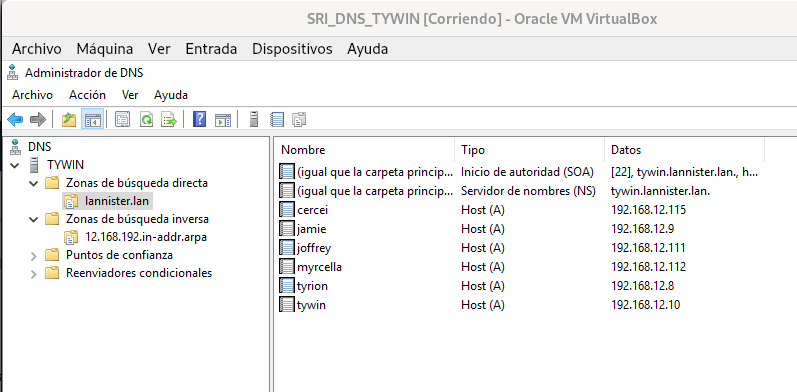 SRI_DNS_TYWIN [Corriendo] - Oracle VM VirtualBox
Archivo Máquina Ver Entrada Dispositivos Ayuda
Administrador de DNS
Archivo Acción Ver Ayuda
DNS
TYWIN
Zonas de búsqueda directa
lannister.lan
Zonas de búsqueda inversa
12.168.192.in-addr.arpa
Puntos de confianza
Reenviadores condicionales
Nombre Tipo Datos
(igual que la carpeta princip... Inicio de autoridad (SOA) [22], tywin.lannister.lan., h...
(igual que la carpeta princip... Servidor de nombres (NS) tywin.lannister.lan.
cercei Host (A) 192.168.12.115
jamie Host (A) 192.168.12.9
joffrey Host (A) 192.168.12.111
myrcella Host (A) 192.168.12.112
tyrion Host (A) 192.168.12.8
tywin Host (A) 192.168.12.10